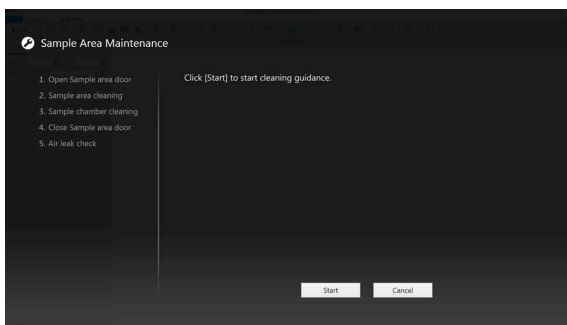 Sample Area Maintenance
Click [Start] to start cleaning guidance.
1. Open Sample area door
2. Sample area cleaning
3. Sample chamber cleaning
4. Close Sample area door
5. Air leak check
Start
Cancel